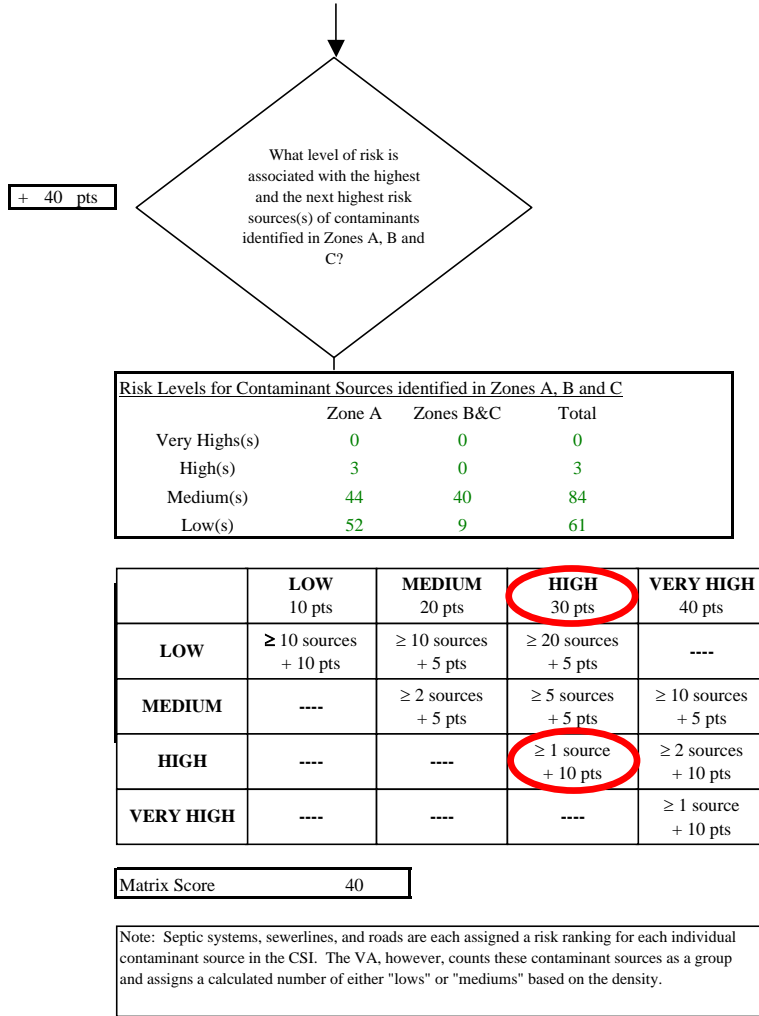 What level of risk is
associated with the highest
and the next highest risk
sources(s) of contaminants
identified in Zones A, B and
C?
+ 40 pts
Risk Levels for Contaminant Sources identified in Zones A, B and C
Zone A Zones B&C Total
Very Highs(s) 0 0 0
High(s) 3 0 3
Medium(s) 44 40 84
Low(s) 52 9 61
LOW MEDIUM HIGH VERY HIGH
10 pts 20 pts 30 pts 40 pts
LOW ≥ 10 sources ≥ 10 sources ≥ 20 sources ----
+ 10 pts + 5 pts + 5 pts
MEDIUM ---- ≥ 2 sources ≥ 5 sources ≥ 10 sources
+ 5 pts + 5 pts + 5 pts
HIGH ---- ---- ≥ 1 source ≥ 2 sources
+ 10 pts + 10 pts
VERY HIGH ---- ---- ---- ≥ 1 source
+ 10 pts
Matrix Score 40
Note: Septic systems, sewerlines, and roads are each assigned a risk ranking for each individual
contaminant source in the CSI. The VA, however, counts these contaminant sources as a group
and assigns a calculated number of either "lows" or "mediums" based on the density.